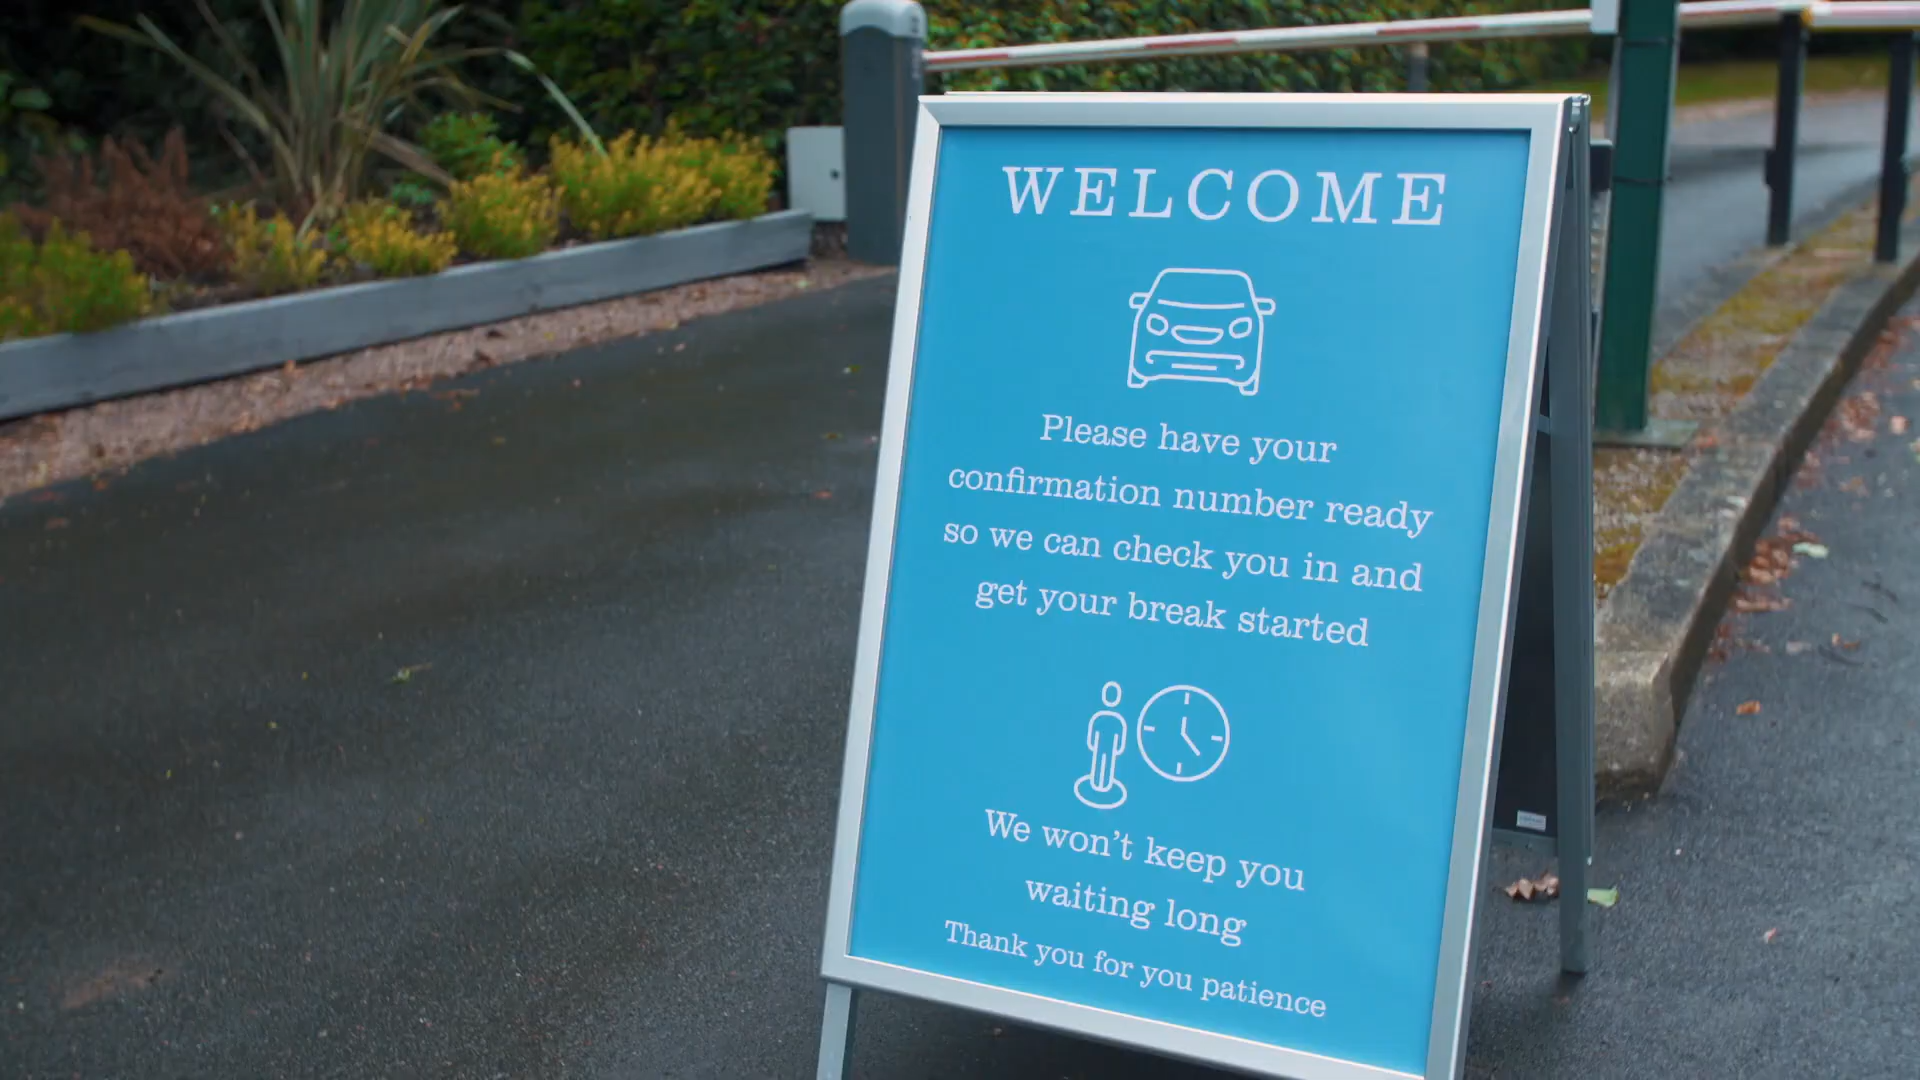 WELCOME
Please have your
confirmation number ready
so we can check you in and
get your break started
We won't keep you
waiting long
Thank you for you patience